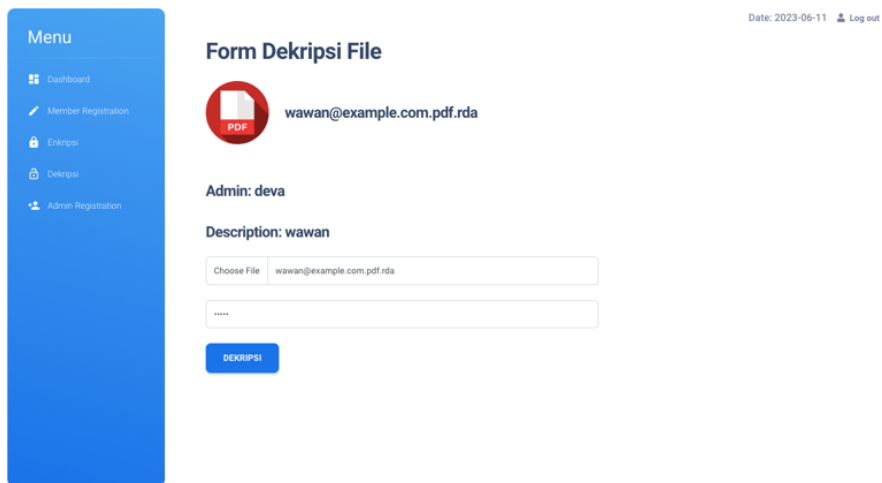 Date: 2023-06-11 Log out
Menu
Dashboard
Member Registration
Enkripsi
Dekripsi
Admin Registration
Form Dekripsi File
PDF
wawan@example.com.pdf.rda
Admin: deva
Description: wawan
Choose File wawan@example.com.pdf.rda
•••••
DEKRIPSI